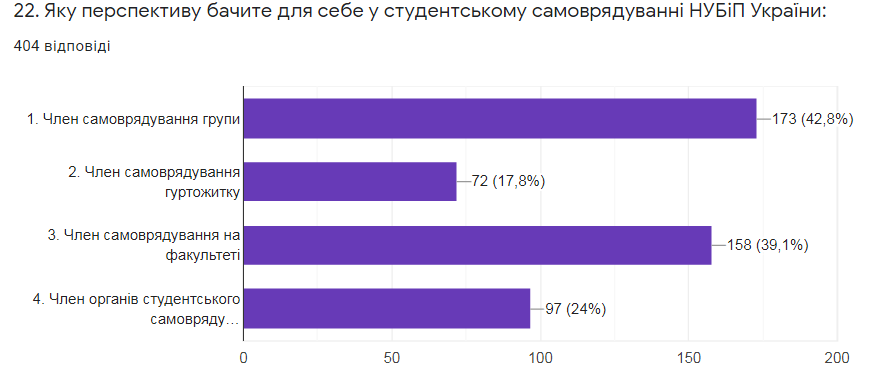 22. Яку перспективу бачите для себе у студентському самоврядуванні НУБіП України:
404 відповіді
1. Член самоврядування групи
173 (42,8%)
2. Член самоврядування
гуртожитку
72 (17,8%)
3. Член самоврядування на
факультеті
158 (39,1%)
4. Член органів студентського
самовряду…
97 (24%)
0 50 100 150 200